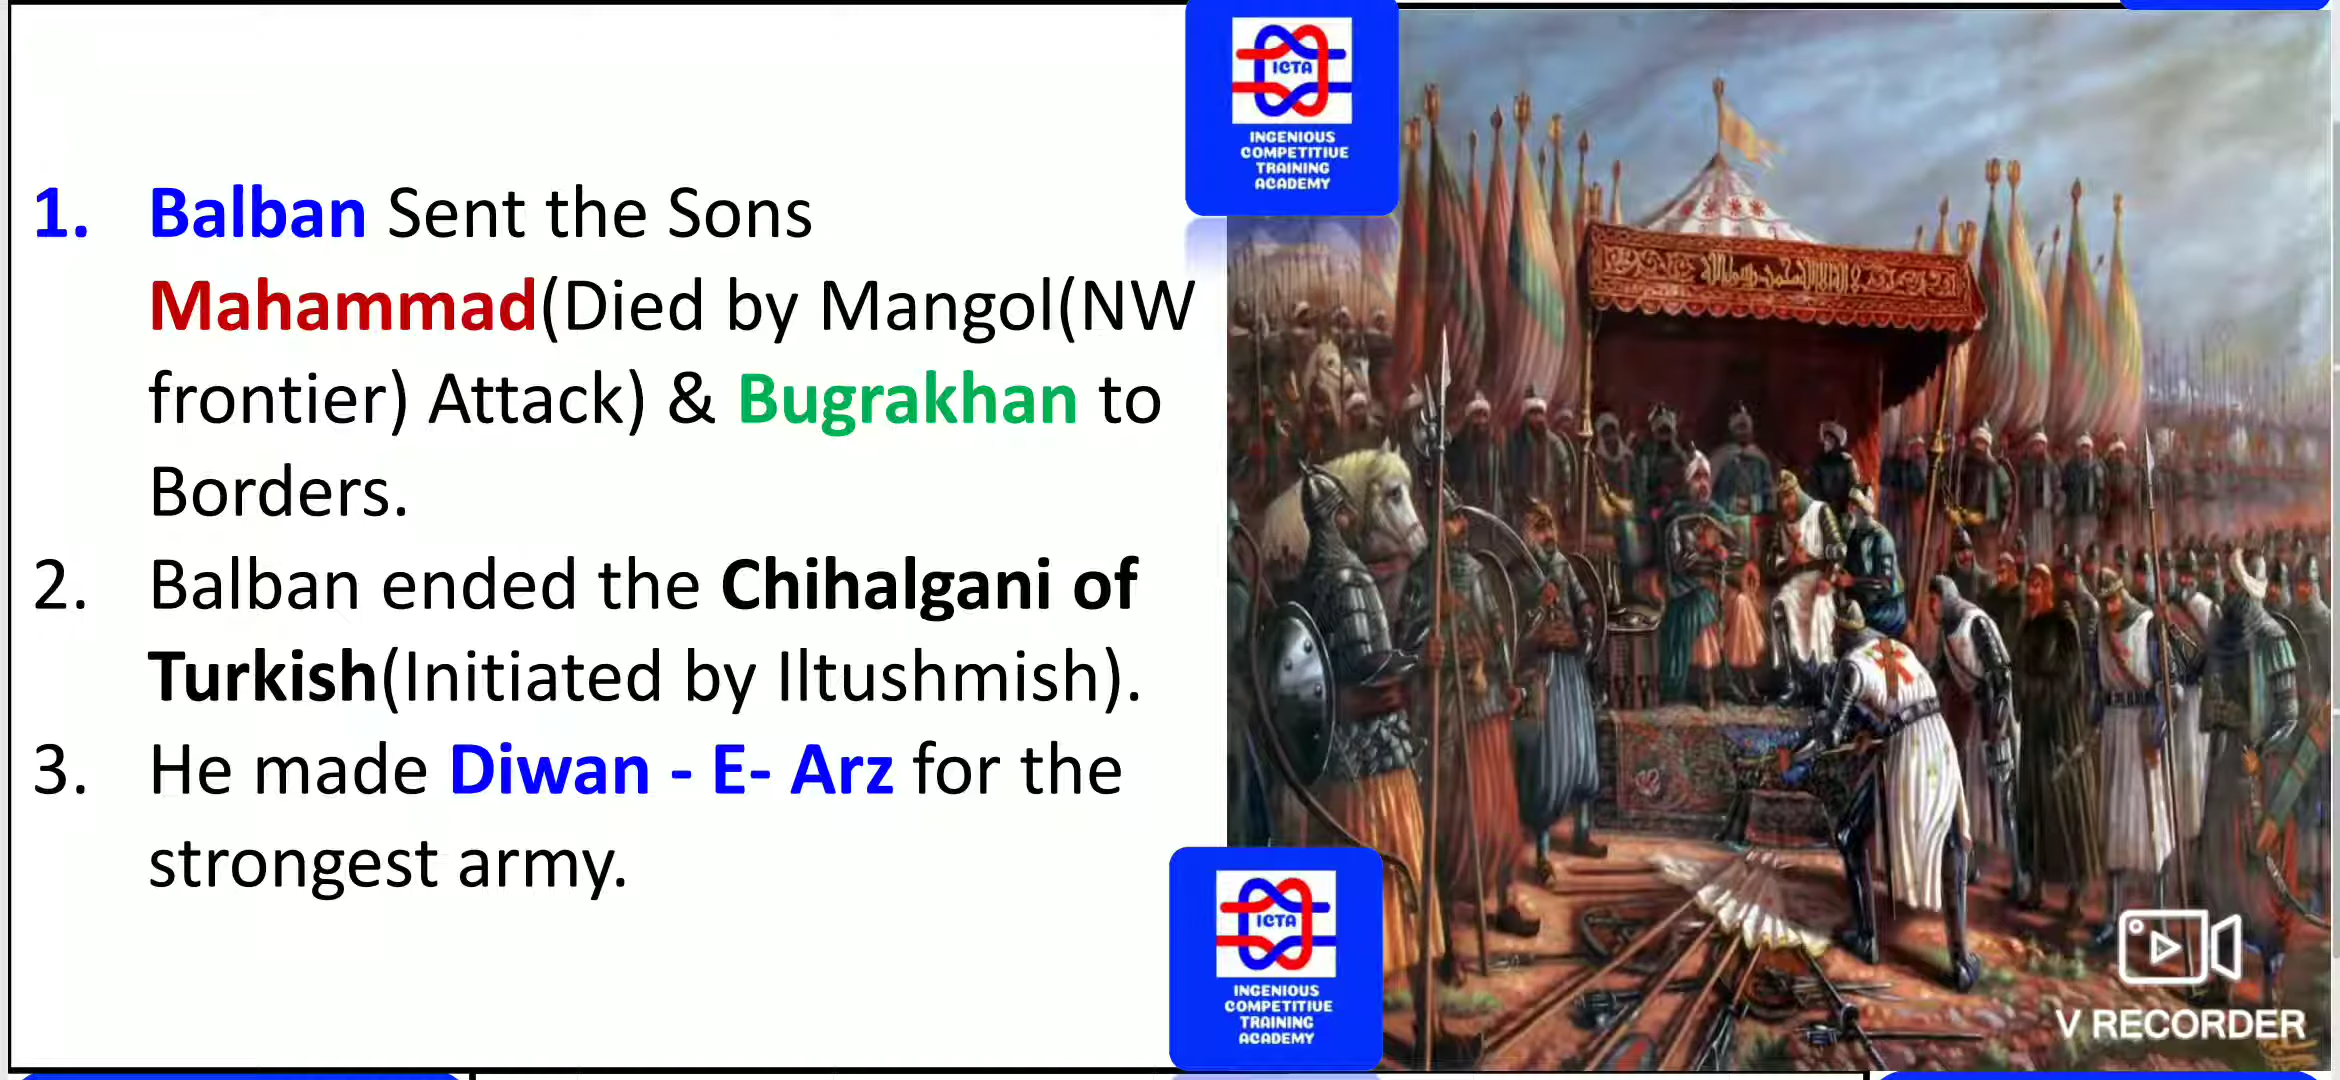 ICTA
INGENIOUS
COMPETITIVE
TRAINING
ACADEMY
1. Balban Sent the Sons
Mahammad(Died by Mangol(NW
frontier) Attack) & Bugrakhan to
Borders.
2. Balban ended the Chihalgani of
Turkish(Initiated by Iltushmish).
3. He made Diwan - E- Arz for the
strongest army.
ICTA
INGENIOUS
COMPETITIVE
TRAINING
ACADEMY
V RECORDER